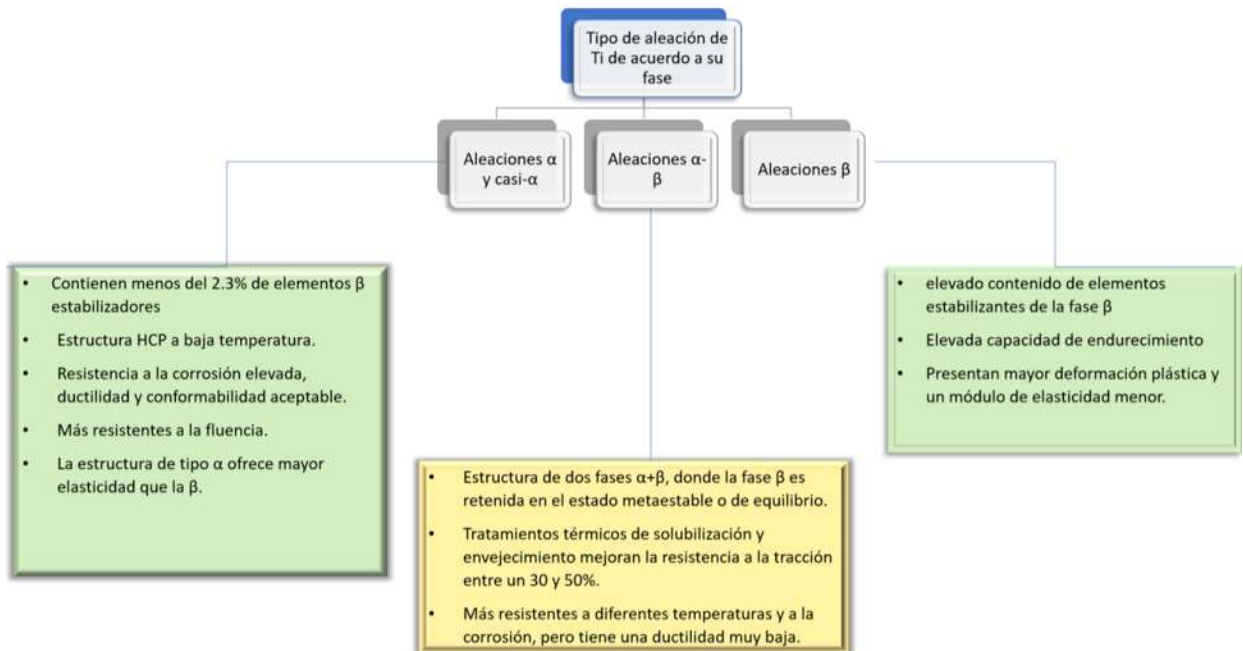 Tipo de aleación de
Ti de acuerdo a su
fase
Aleaciones α
y casi-α
Aleaciones α-
β
Aleaciones β
• Contienen menos del 2.3% de elementos β
estabilizadores
• Estructura HCP a baja temperatura.
• Resistencia a la corrosión elevada,
ductilidad y conformabilidad aceptable.
• Más resistentes a la fluencia.
• La estructura de tipo α ofrece mayor
elasticidad que la β.
• Estructura de dos fases α+β, donde la fase β es
retenida en el estado metaestable o de equilibrio.
• Tratamientos térmicos de solubilización y
envejecimiento mejoran la resistencia a la tracción
entre un 30 y 50%.
• Más resistentes a diferentes temperaturas y a la
corrosión, pero tiene una ductilidad muy baja.
• elevado contenido de elementos
estabilizantes de la fase β
• Elevada capacidad de endurecimiento
• Presentan mayor deformación plástica y
un módulo de elasticidad menor.